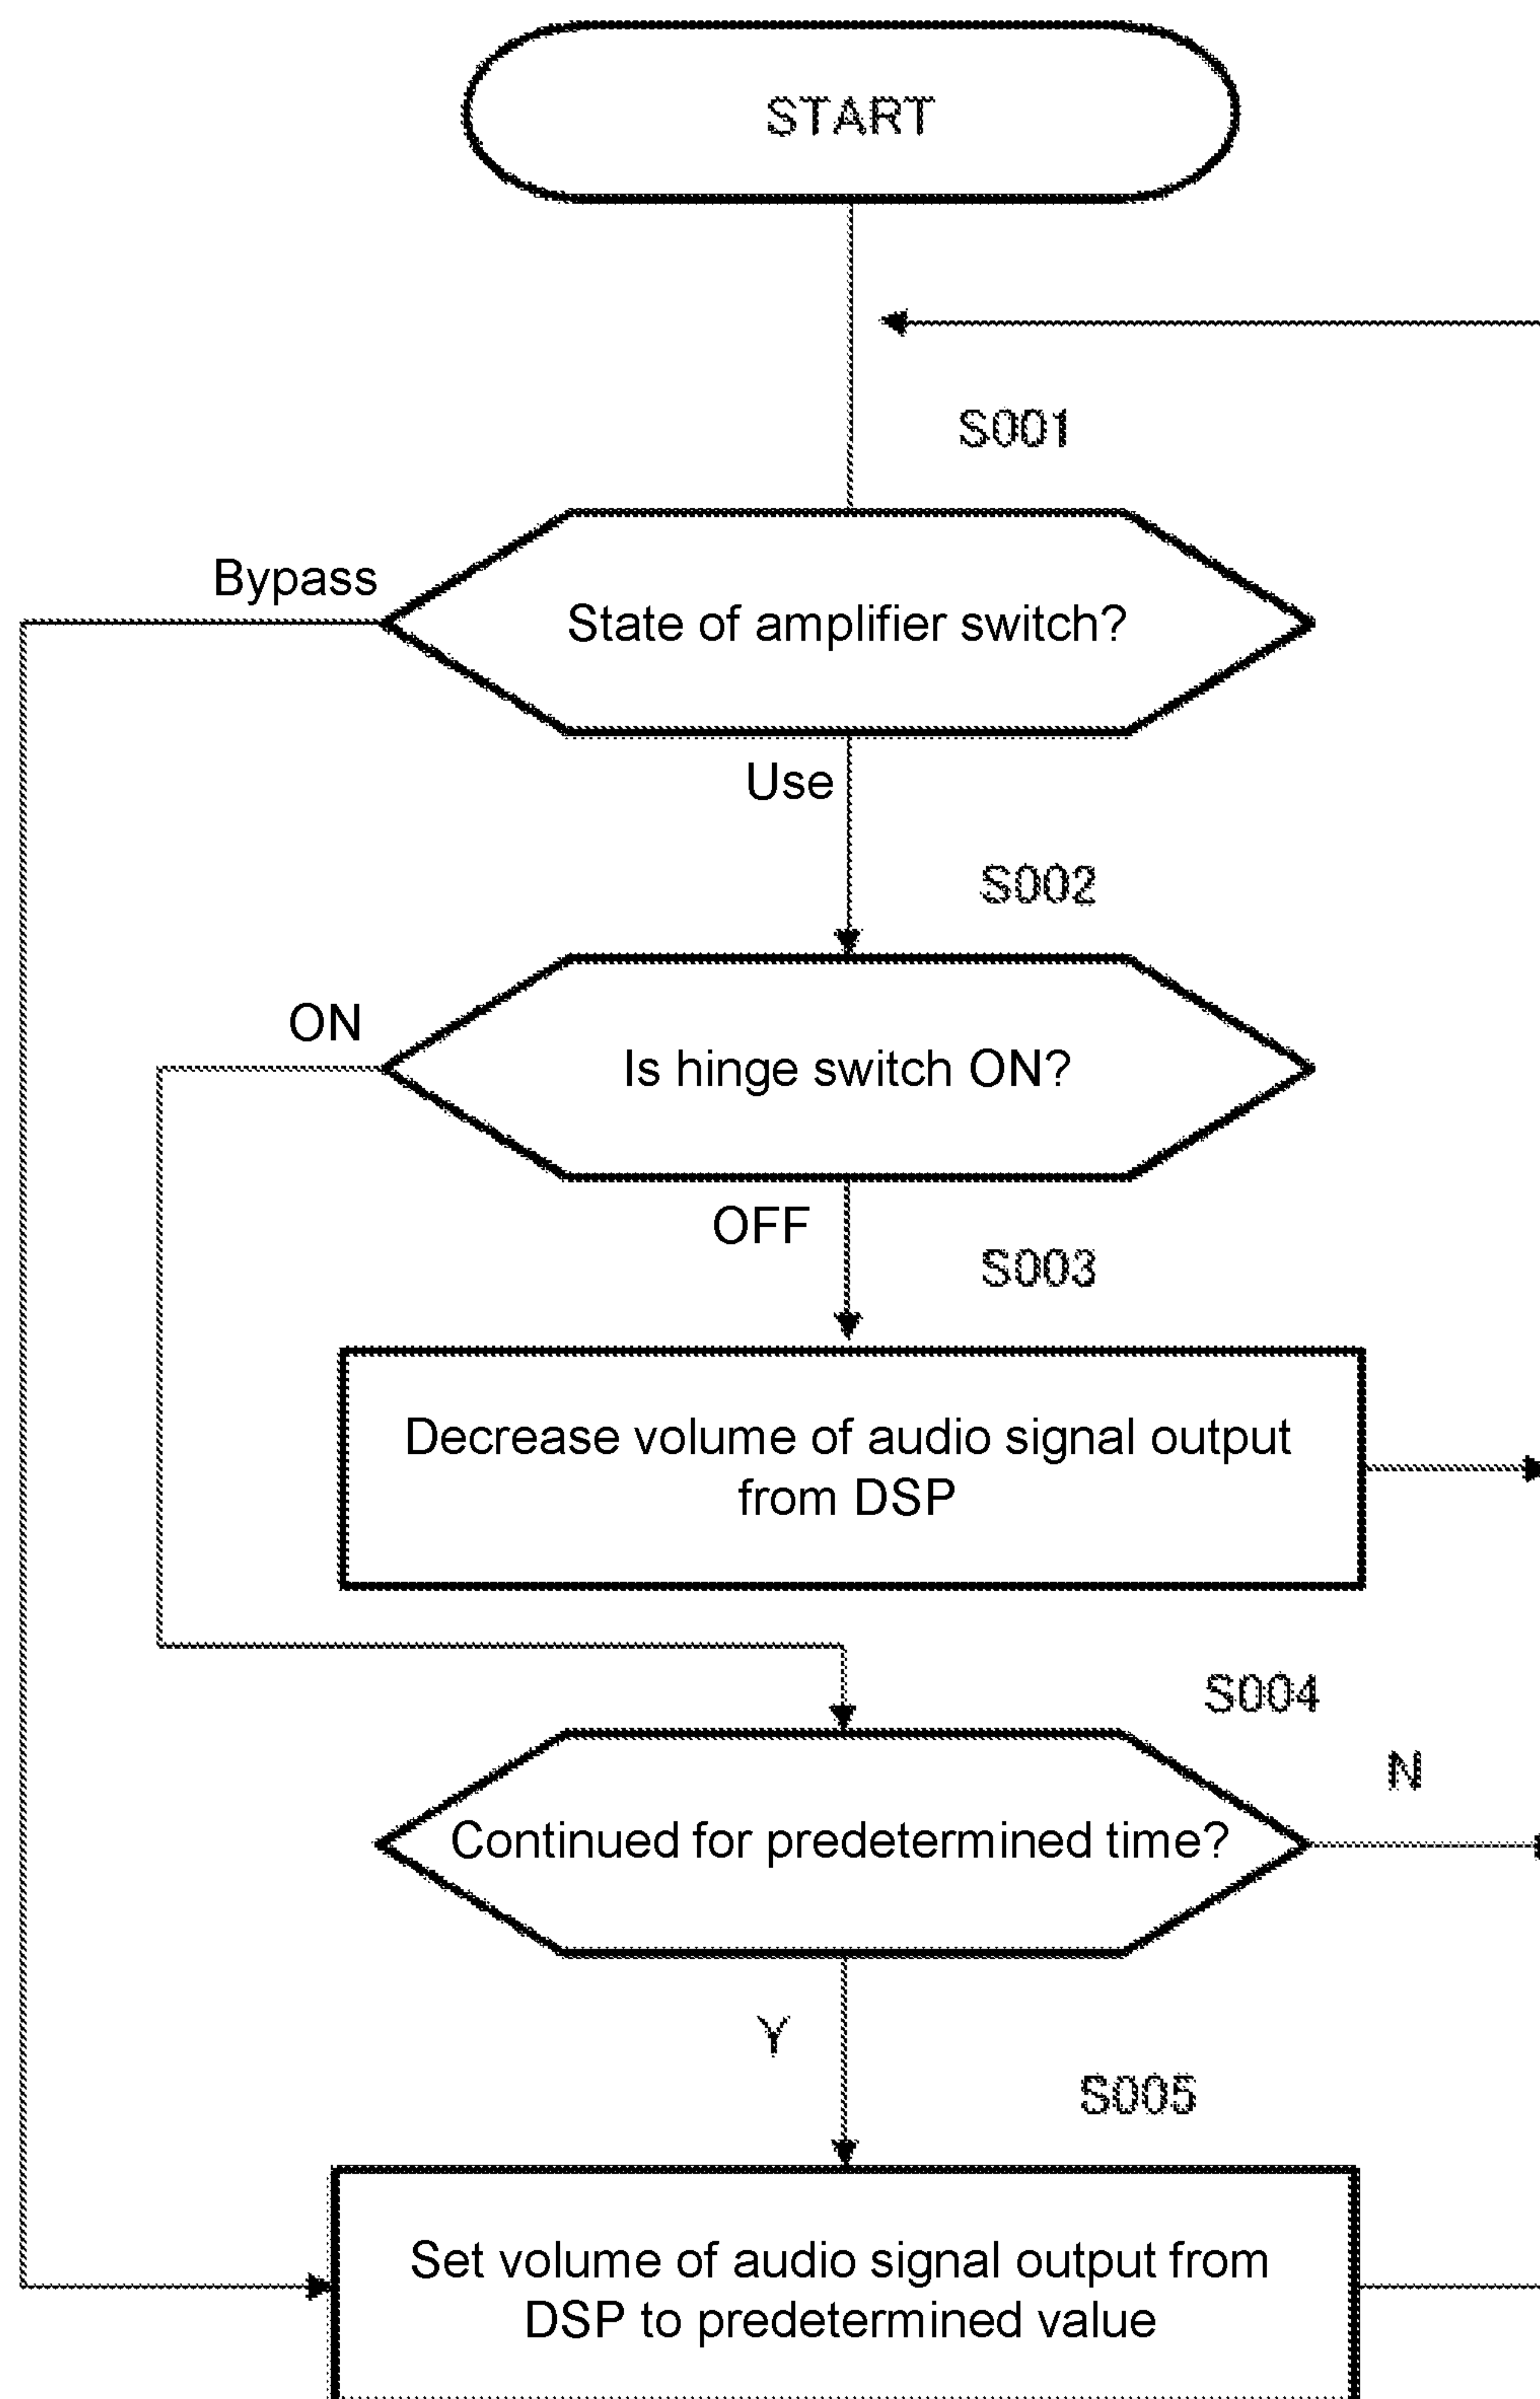 START
S001
Bypass
State of amplifier switch?
Use
S002
ON
Is hinge switch ON?
OFF
S003
Decrease volume of audio signal output
from DSP
S004
N
Continued for predetermined time?
Y
S005
Set volume of audio signal output from
DSP to predetermined value